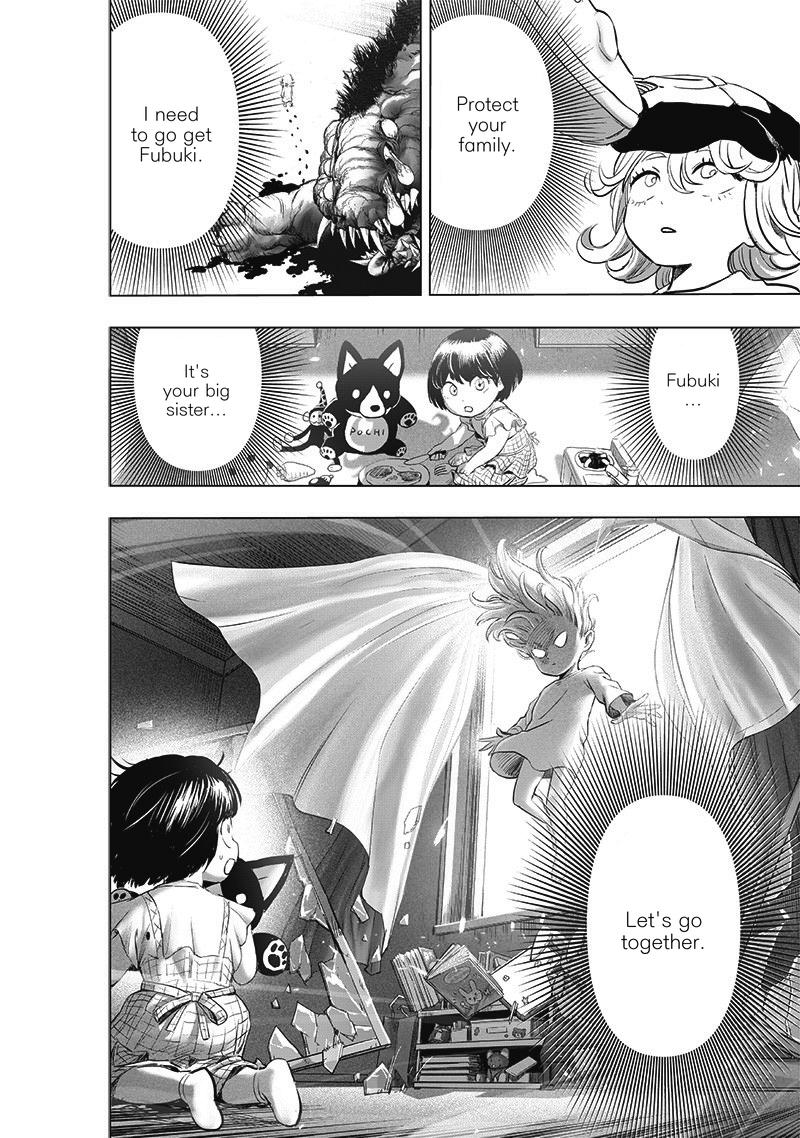 Protect
your
family.
I need
to go get
Fubuki.
Fubuki
...
It's
your big
sister...
POCHI
Let's go
together.